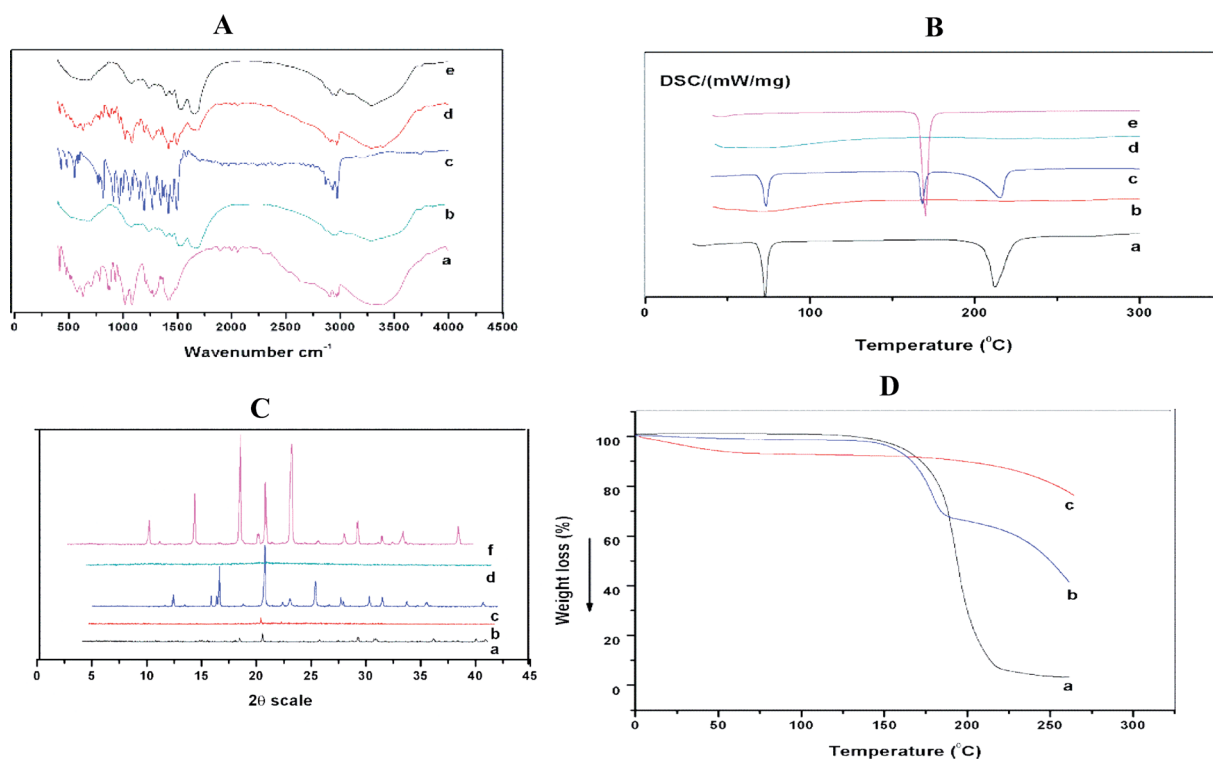 A
e
d
c
b
a
0 500 1000 1500 2000 2500 3000 3500 4000 4500
Wavenumber cm⁻¹
B
DSC/(mW/mg)
e
d
c
b
a
0 100 200 300
Temperature (⁰C)
C
f
d
c
b
a
0 5 10 15 20 25 30 35 40 45
2θ scale
D
100
80
60
40
20
0
Weight loss (%)
c
b
a
0 50 100 150 200 250 300
Temperature (°C)